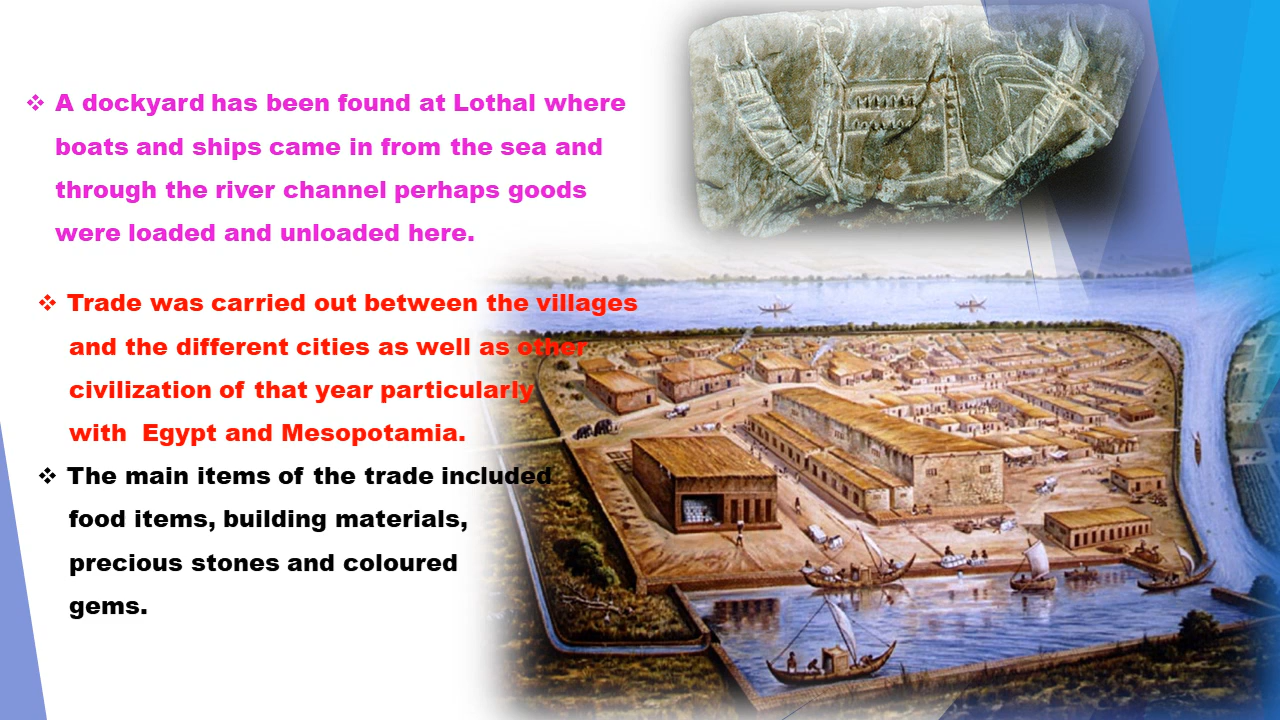 ❖ A dockyard has been found at Lothal where
boats and ships came in from the sea and
through the river channel perhaps goods
were loaded and unloaded here.
❖ Trade was carried out between the villages
and the different cities as well as other
civilization of that year particularly
with Egypt and Mesopotamia.
❖ The main items of the trade included
food items, building materials,
precious stones and coloured
gems.